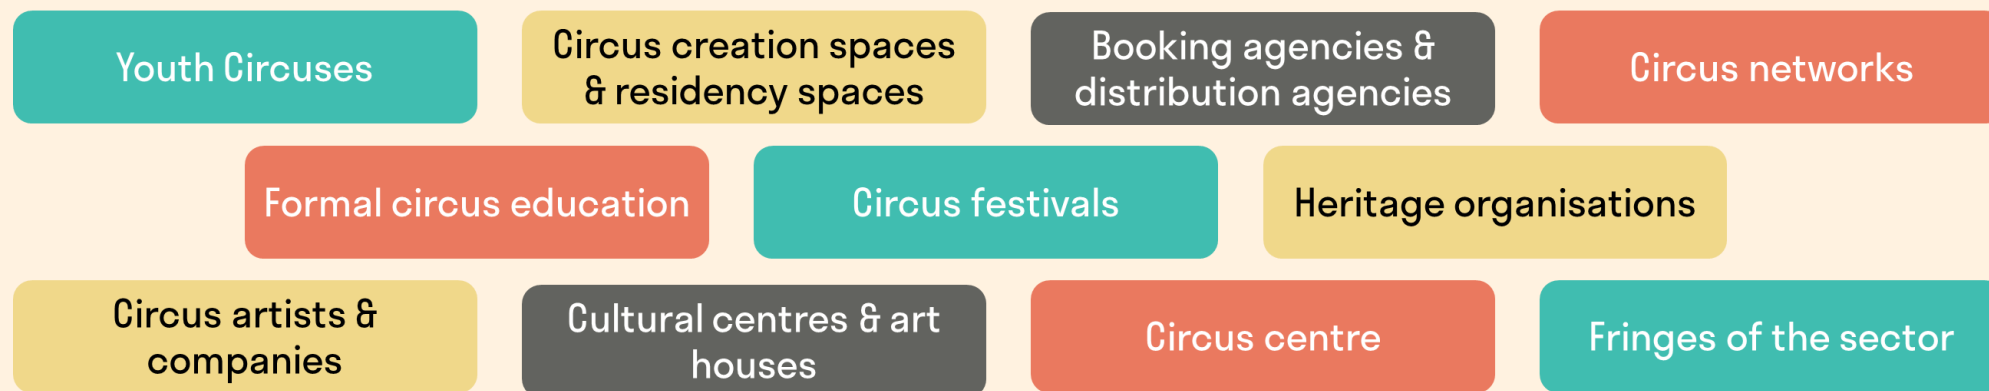 Youth Circuses
Circus creation spaces
& residency spaces
Booking agencies &
distribution agencies
Circus networks
Formal circus education
Circus festivals
Heritage organisations
Circus artists &
companies
Cultural centres & art
houses
Circus centre
Fringes of the sector